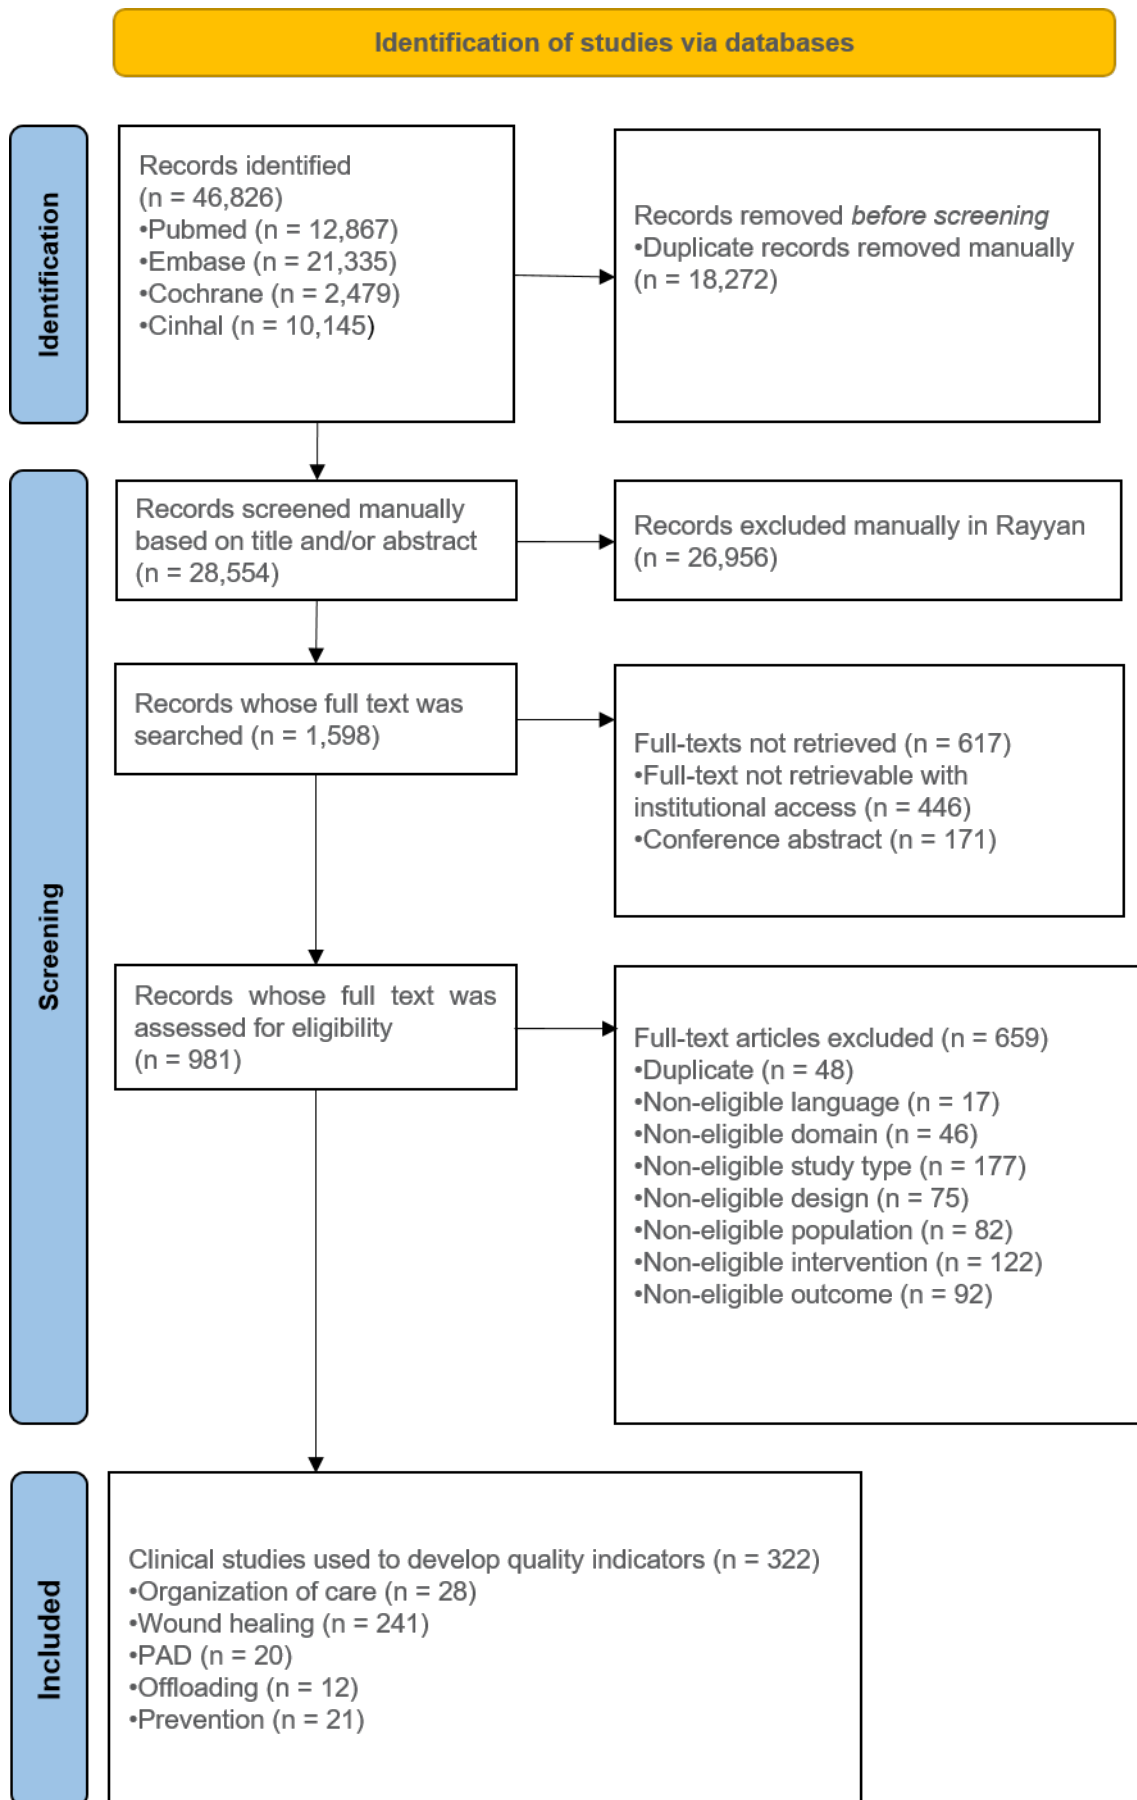 Identification of studies via databases
Identification
Records identified
(n = 46,826)
•Pubmed (n = 12,867)
•Embase (n = 21,335)
•Cochrane (n = 2,479)
•Cinhal (n = 10,145)
Records removed before screening
•Duplicate records removed manually
(n = 18,272)
Screening
Records screened manually
based on title and/or abstract
(n = 28,554)
Records excluded manually in Rayyan
(n = 26,956)
Records whose full text was
searched (n = 1,598)
Full-texts not retrieved (n = 617)
•Full-text not retrievable with
institutional access (n = 446)
•Conference abstract (n = 171)
Records whose full text was
assessed for eligibility
(n = 981)
Full-text articles excluded (n = 659)
•Duplicate (n = 48)
•Non-eligible language (n = 17)
•Non-eligible domain (n = 46)
•Non-eligible study type (n = 177)
•Non-eligible design (n = 75)
•Non-eligible population (n = 82)
•Non-eligible intervention (n = 122)
•Non-eligible outcome (n = 92)
Included
Clinical studies used to develop quality indicators (n = 322)
•Organization of care (n = 28)
•Wound healing (n = 241)
•PAD (n = 20)
•Offloading (n = 12)
•Prevention (n = 21)